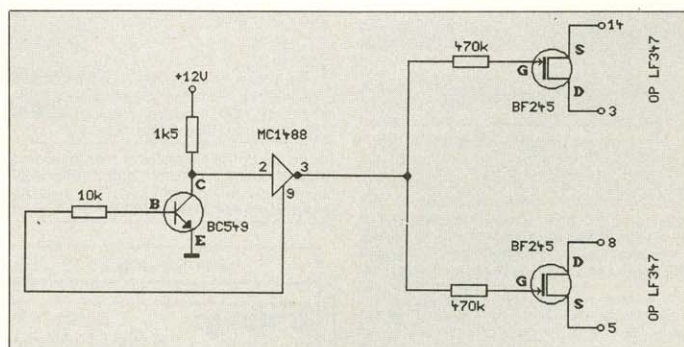 14
470k
S
G
D
BF245
3
OP LF347
+12V
1k5
MC1488
2
3
9
C
10k
B
BC549
E
BF245
8
D
G
S
470k
5
OP LF347